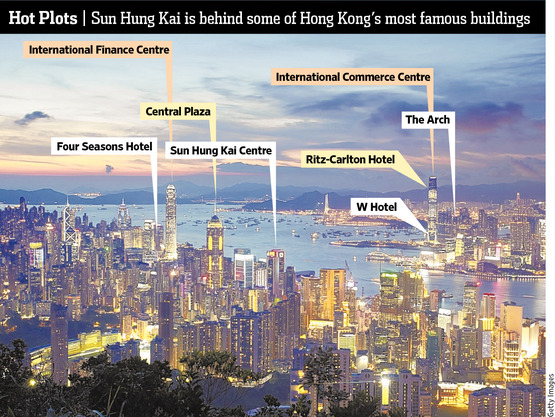 Hot Plots | Sun Hung Kai is behind some of Hong Kong's most famous buildings
International Finance Centre
International Commerce Centre
Central Plaza
The Arch
Four Seasons Hotel
Sun Hung Kai Centre
Ritz-Carlton Hotel
W Hotel
Getty Images